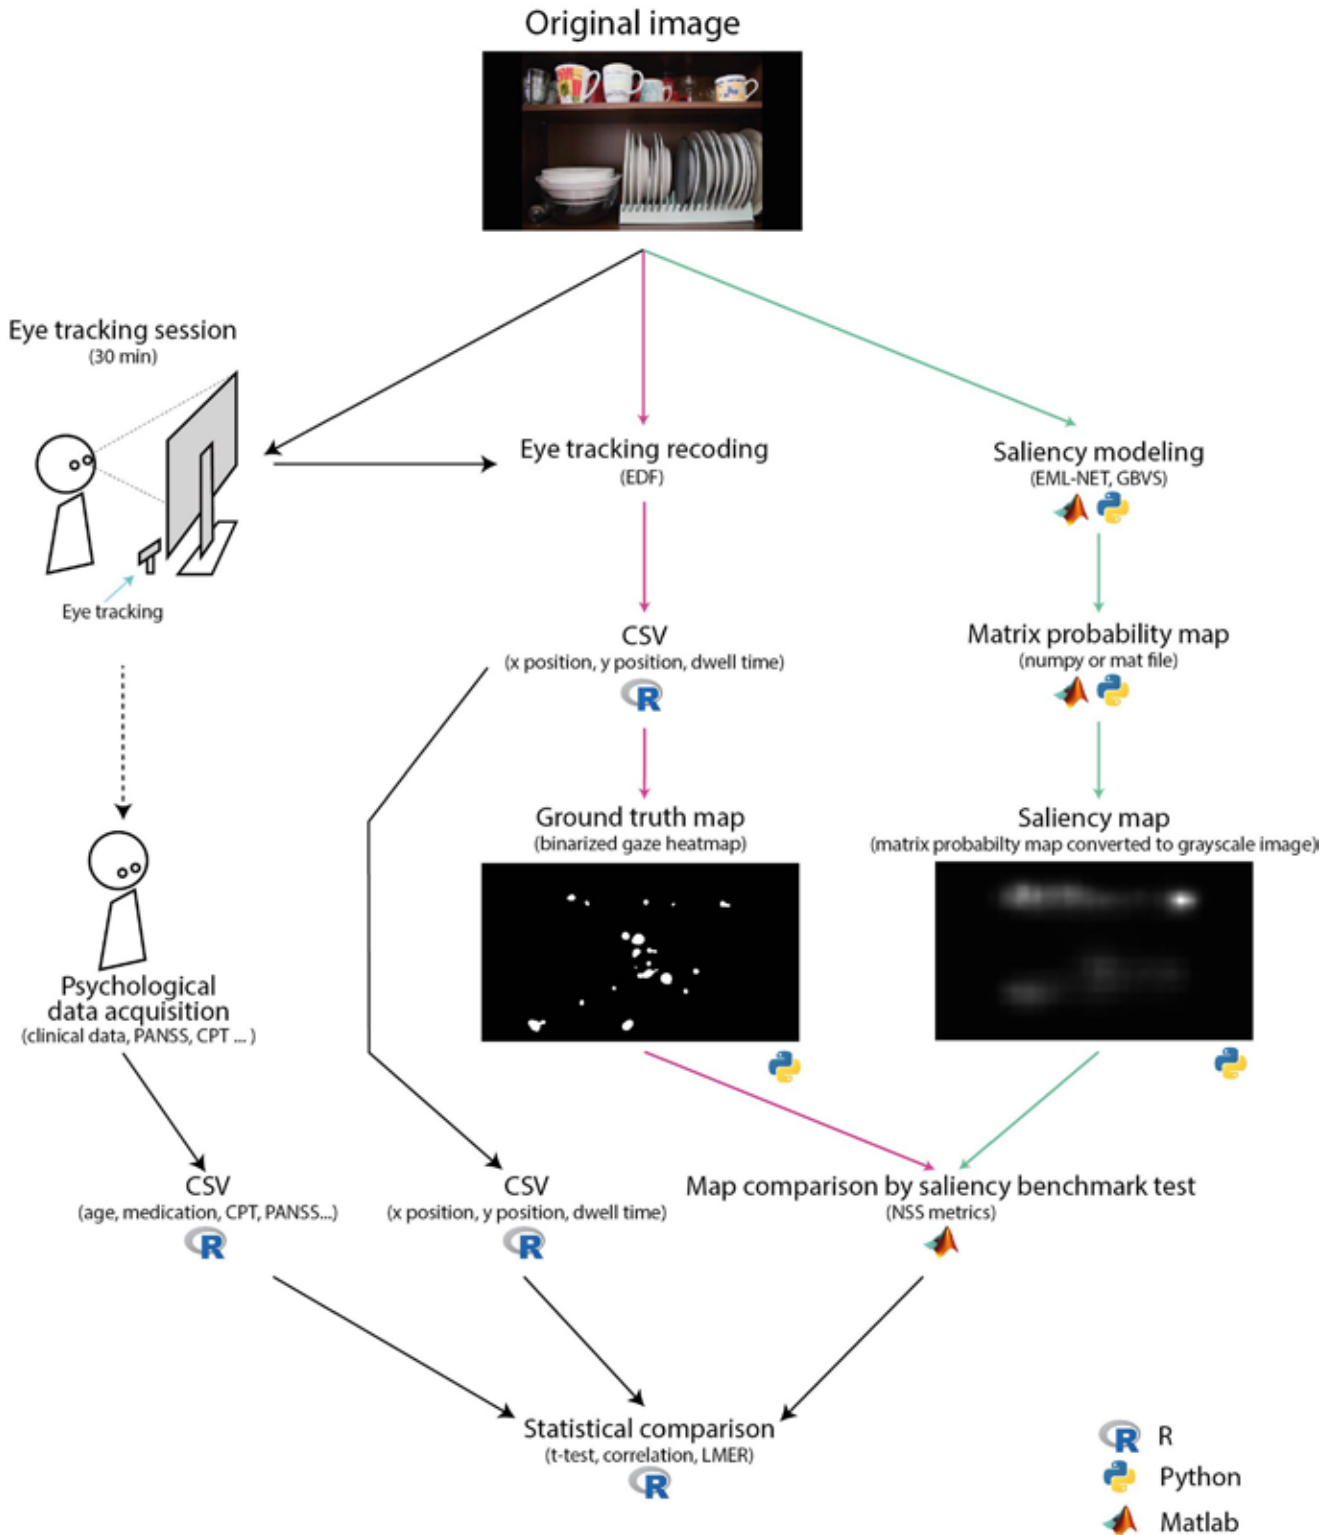 Original image
Eye tracking session
(30 min)
Eye tracking
Eye tracking recoding
(EDF)
Saliency modeling
(EML-NET, GBVS)
CSV
(x position, y position, dwell time)
R
Matrix probability map
(numpy or mat file)
Ground truth map
(binarized gaze heatmap)
Saliency map
(matrix probabilty map converted to grayscale image)
Psychological
data acquisition
(clinical data, PANSS, CPT ... )
CSV
(age, medication, CPT, PANSS...)
R
CSV
(x position, y position, dwell time)
R
Map comparison by saliency benchmark test
(NSS metrics)
Statistical comparison
(t-test, correlation, LMER)
R
R R
Python
Matlab